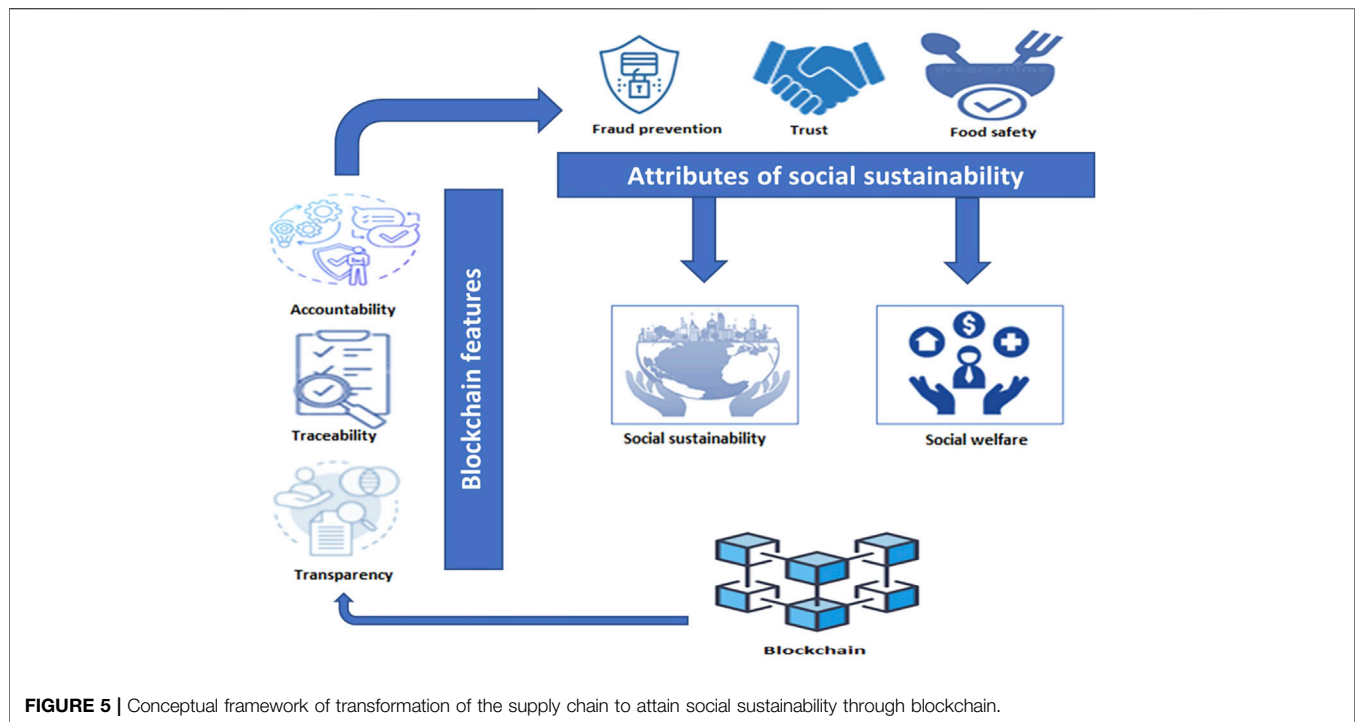 Fraud prevention
Trust
Food safety
Attributes of social sustainability
Accountability
Traceability
Transparency
Blockchain features
Social sustainability
Social welfare
Blockchain
FIGURE 5 | Conceptual framework of transformation of the supply chain to attain social sustainability through blockchain.